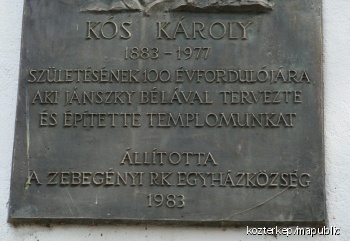 KÓS KÁROLY
1883-1977
SZÜLETÉSÉNEK 100. ÉVFORDULÓJÁRA
AKI JÁNSZKY BÉLÁVAL TERVEZTE
ÉS ÉPÍTETTE TEMPLOMUNKAT
ÁLLÍTOTTA
A ZEBEGÉNYI R.K. EGYHÁZKÖZSÉG
1983
kozterkep.mapublic